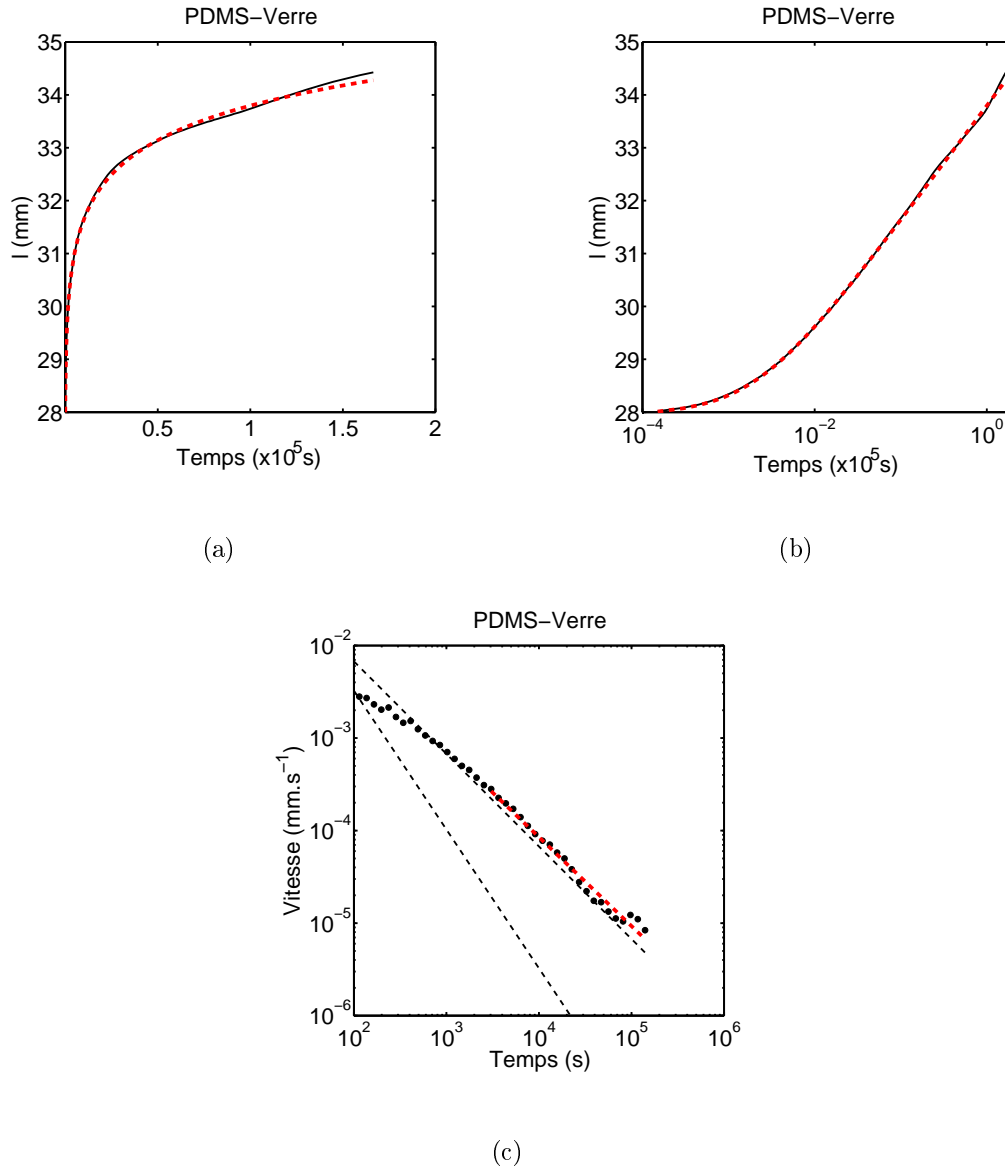 PDMS−Verre
35
34
33
32
31
30
29
28
l (mm)
0.5 1 1.5 2
Temps (x10⁵s)
(a)
PDMS−Verre
35
34
33
32
31
30
29
28
l (mm)
10⁻⁴ 10⁻² 10⁰
Temps (x10⁵s)
(b)
PDMS−Verre
10⁻²
10⁻³
10⁻⁴
10⁻⁵
10⁻⁶
Vitesse (mm.s⁻¹)
10² 10³ 10⁴ 10⁵ 10⁶
Temps (s)
(c)